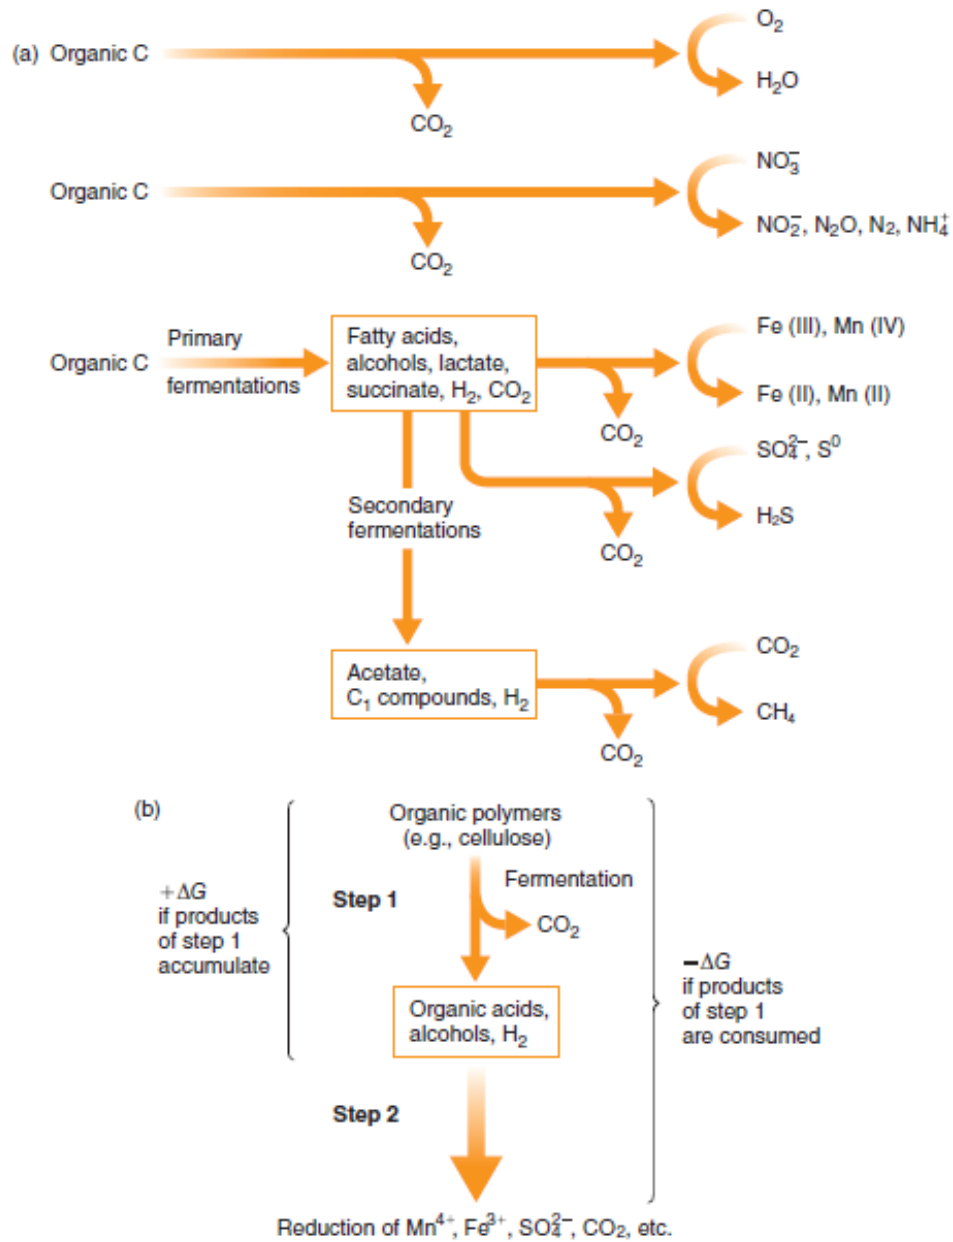 (a) Organic C
O₂
H₂O
CO₂
Organic C
NO₃⁻
NO₂⁻, N₂O, N₂, NH₄⁺
CO₂
Organic C
Primary
fermentations
Fatty acids,
alcohols, lactate,
succinate, H₂, CO₂
Fe (III), Mn (IV)
Fe (II), Mn (II)
CO₂
SO₄²⁻, S⁰
H₂S
CO₂
Secondary
fermentations
Acetate,
C₁ compounds, H₂
CO₂
CH₄
CO₂
(b)
Organic polymers
(e.g., cellulose)
+ΔG
if products
of step 1
accumulate
Step 1
Fermentation
CO₂
Organic acids,
alcohols, H₂
−ΔG
if products
of step 1
are consumed
Step 2
Reduction of Mn⁴⁺, Fe³⁺, SO₄²⁻, CO₂, etc.